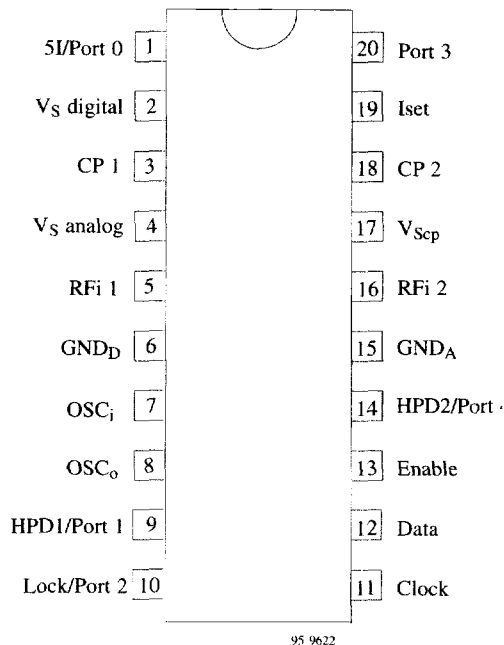 5I/Port 0 1 20 Port 3
V_S digital 2 19 Iset
CP 1 3 18 CP 2
V_S analog 4 17 V_Scp
RFi 1 5 16 RFi 2
GND_D 6 15 GND_A
OSC_i 7 14 HPD2/Port
OSC_o 8 13 Enable
HPD1/Port 1 9 12 Data
Lock/Port 2 10 11 Clock
95 9622